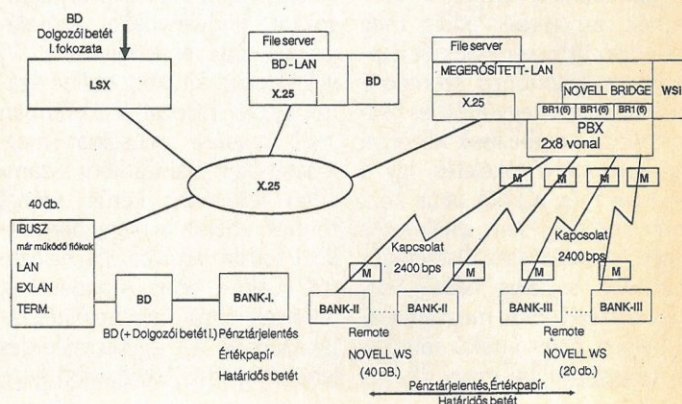 BD
Dolgozói betét
I. fokozata
LSX
File server
BD-LAN
X.25
BD
File server
MEGERŐSÍTETT-LAN
X.25
NOVELL BRIDGE
BR1(6) BR1(6) BR1(6)
WSI
PBX
2x8 vonal
M M M M
X.25
40 db.
IBUSZ
már működő fiókok
LAN
EXLAN
TERM.
BD
BANK-I.
BD (+ Dolgozói betét I.) Pénztárjelentés
Értékpapír
Határidős betét
Kapcsolat
2400 bps
Kapcsolat
2400 bps
M M M M
BANK-II BANK-II BANK-III BANK-III
Remote
NOVELL WS
(40 DB.)
Remote
NOVELL WS
(20 db.)
Pénztárjelentés,Értékpapír
Határidős betét